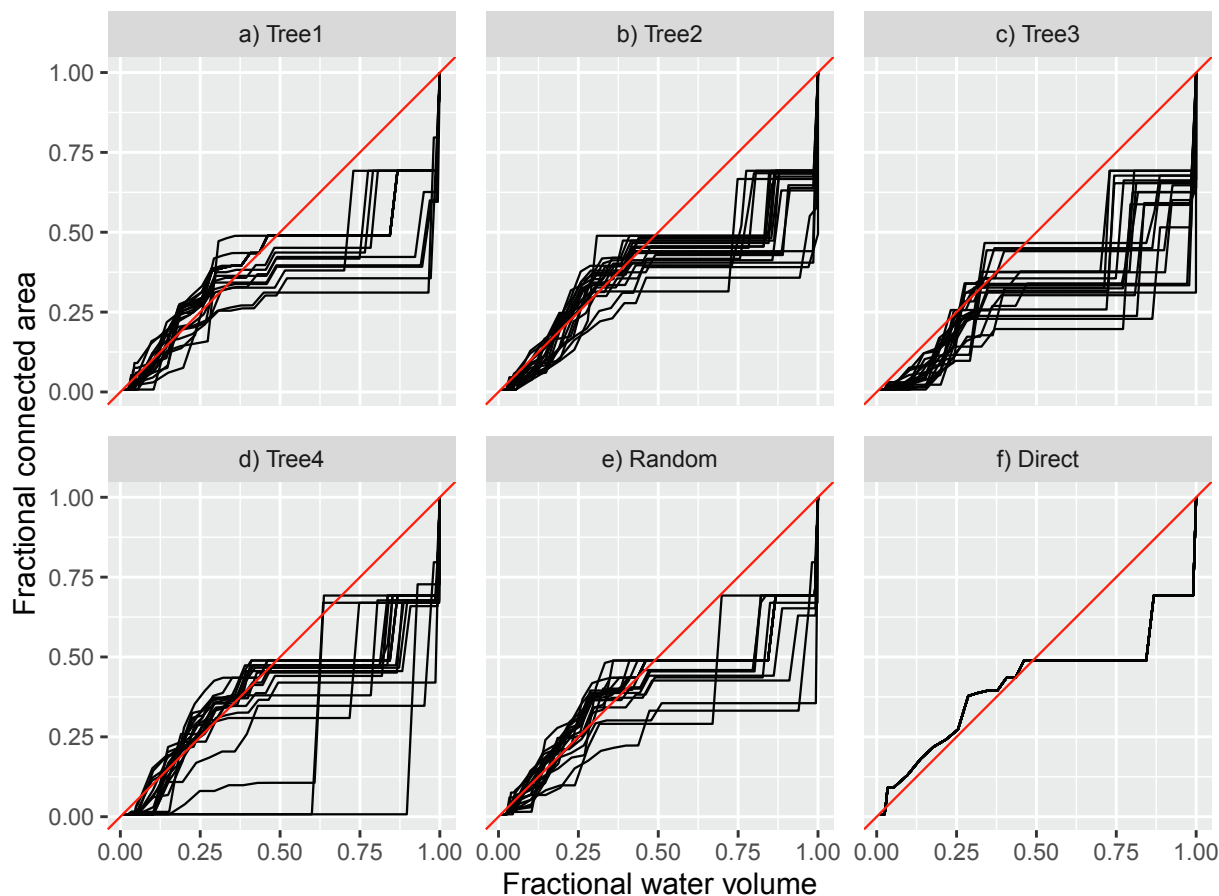 a) Tree1
b) Tree2
c) Tree3
1.00
0.75
0.50
0.25
0.00
d) Tree4
e) Random
f) Direct
1.00
0.75
0.50
0.25
0.00
0.00 0.25 0.50 0.75 1.00
0.00 0.25 0.50 0.75 1.00
0.00 0.25 0.50 0.75 1.00
Fractional water volume
Fractional connected area